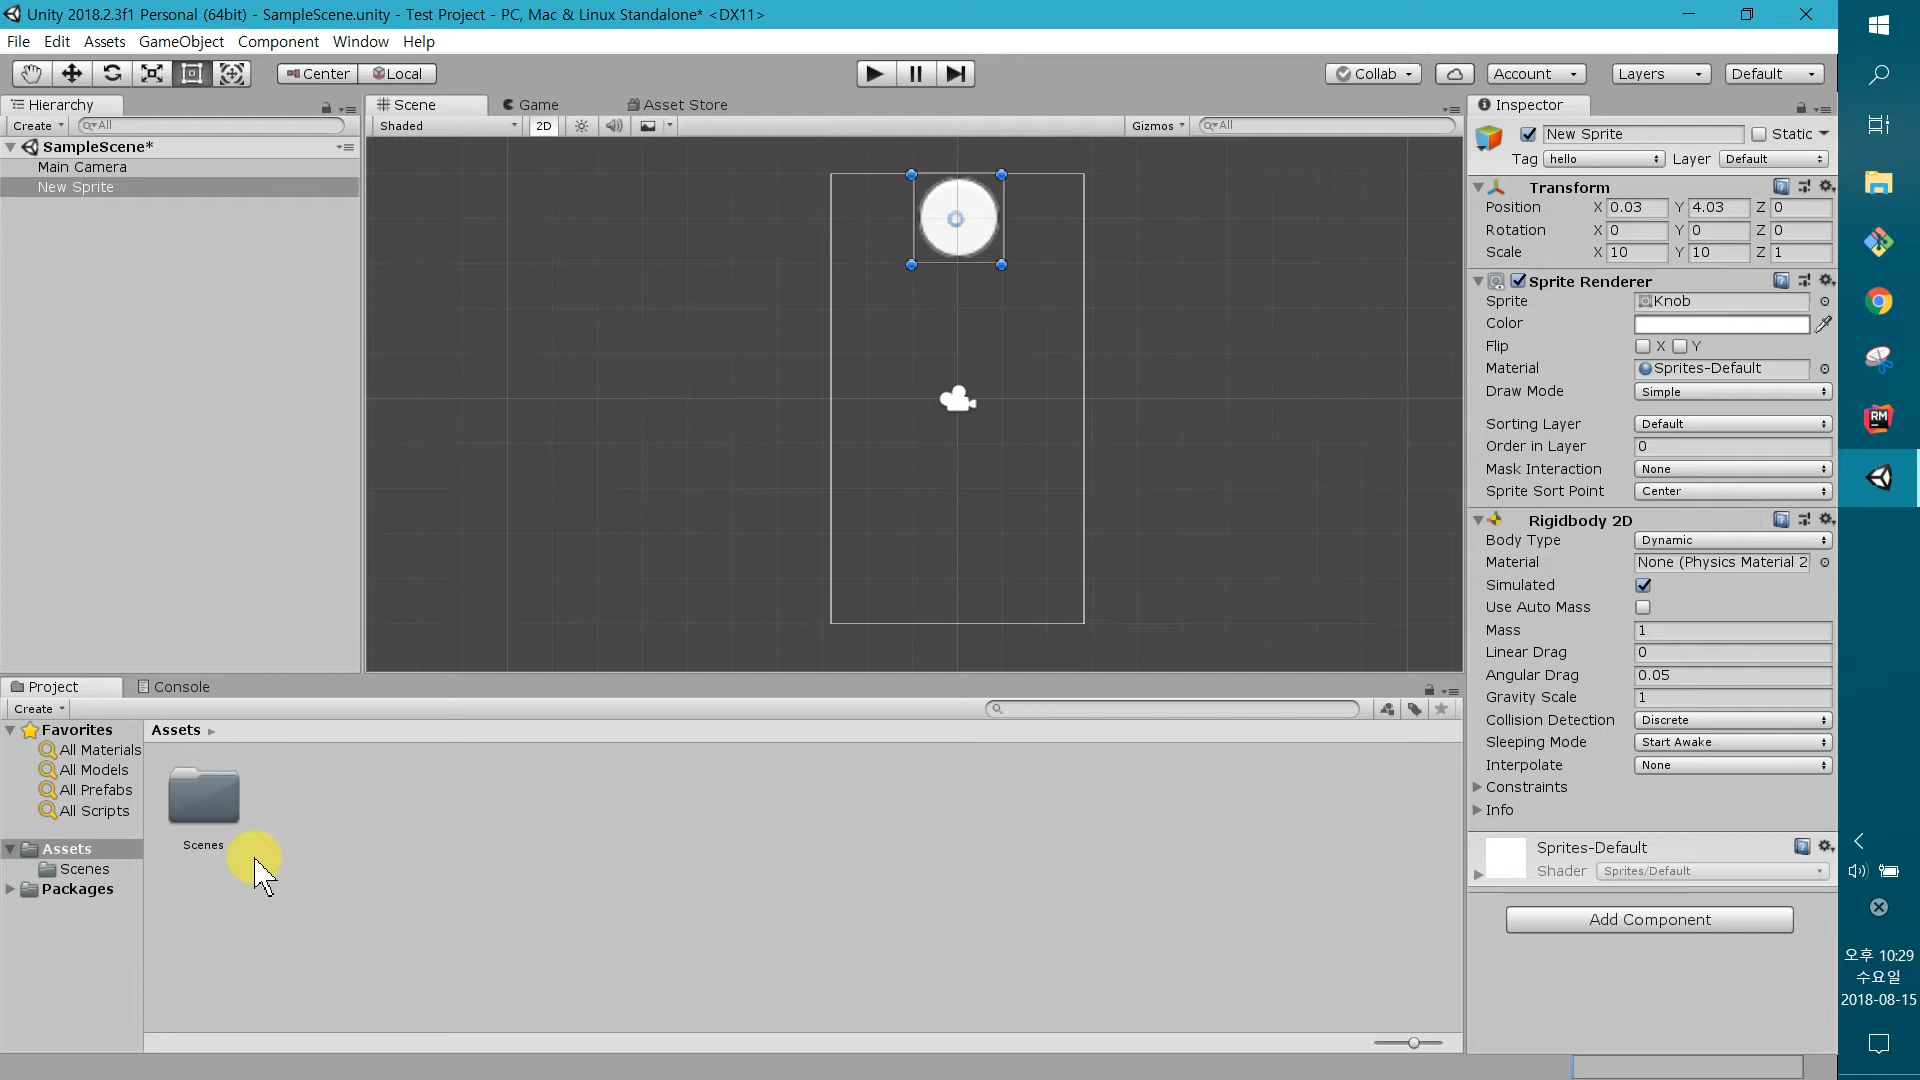 Unity 2018.2.3f1 Personal (64bit) - SampleScene.unity - Test Project - PC, Mac & Linux Standalone* <DX11>
File Edit Assets GameObject Component Window Help
Center Local Collab Account Layers Default
Hierarchy
Create All
SampleScene*
Main Camera
New Sprite
Scene Game Asset Store
Shaded 2D Gizmos All
Inspector
New Sprite Static
Tag hello Layer Default
Transform
Position X 0.03 Y 4.03 Z 0
Rotation X 0 Y 0 Z 0
Scale X 10 Y 10 Z 1
Sprite Renderer
Sprite Knob
Color
Flip X Y
Material Sprites-Default
Draw Mode Simple
Sorting Layer Default
Order in Layer 0
Mask Interaction None
Sprite Sort Point Center
Rigidbody 2D
Body Type Dynamic
Material None (Physics Material 2
Simulated
Use Auto Mass
Mass 1
Linear Drag 0
Angular Drag 0.05
Gravity Scale 1
Collision Detection Discrete
Sleeping Mode Start Awake
Interpolate None
Constraints
Info
Sprites-Default
Shader Sprites/Default
Add Component
Project Console
Create
Favorites
All Materials
All Models
All Prefabs
All Scripts
Assets
Scenes
Packages
Assets
Scenes
RM
오후 10:29
수요일
2018-08-15